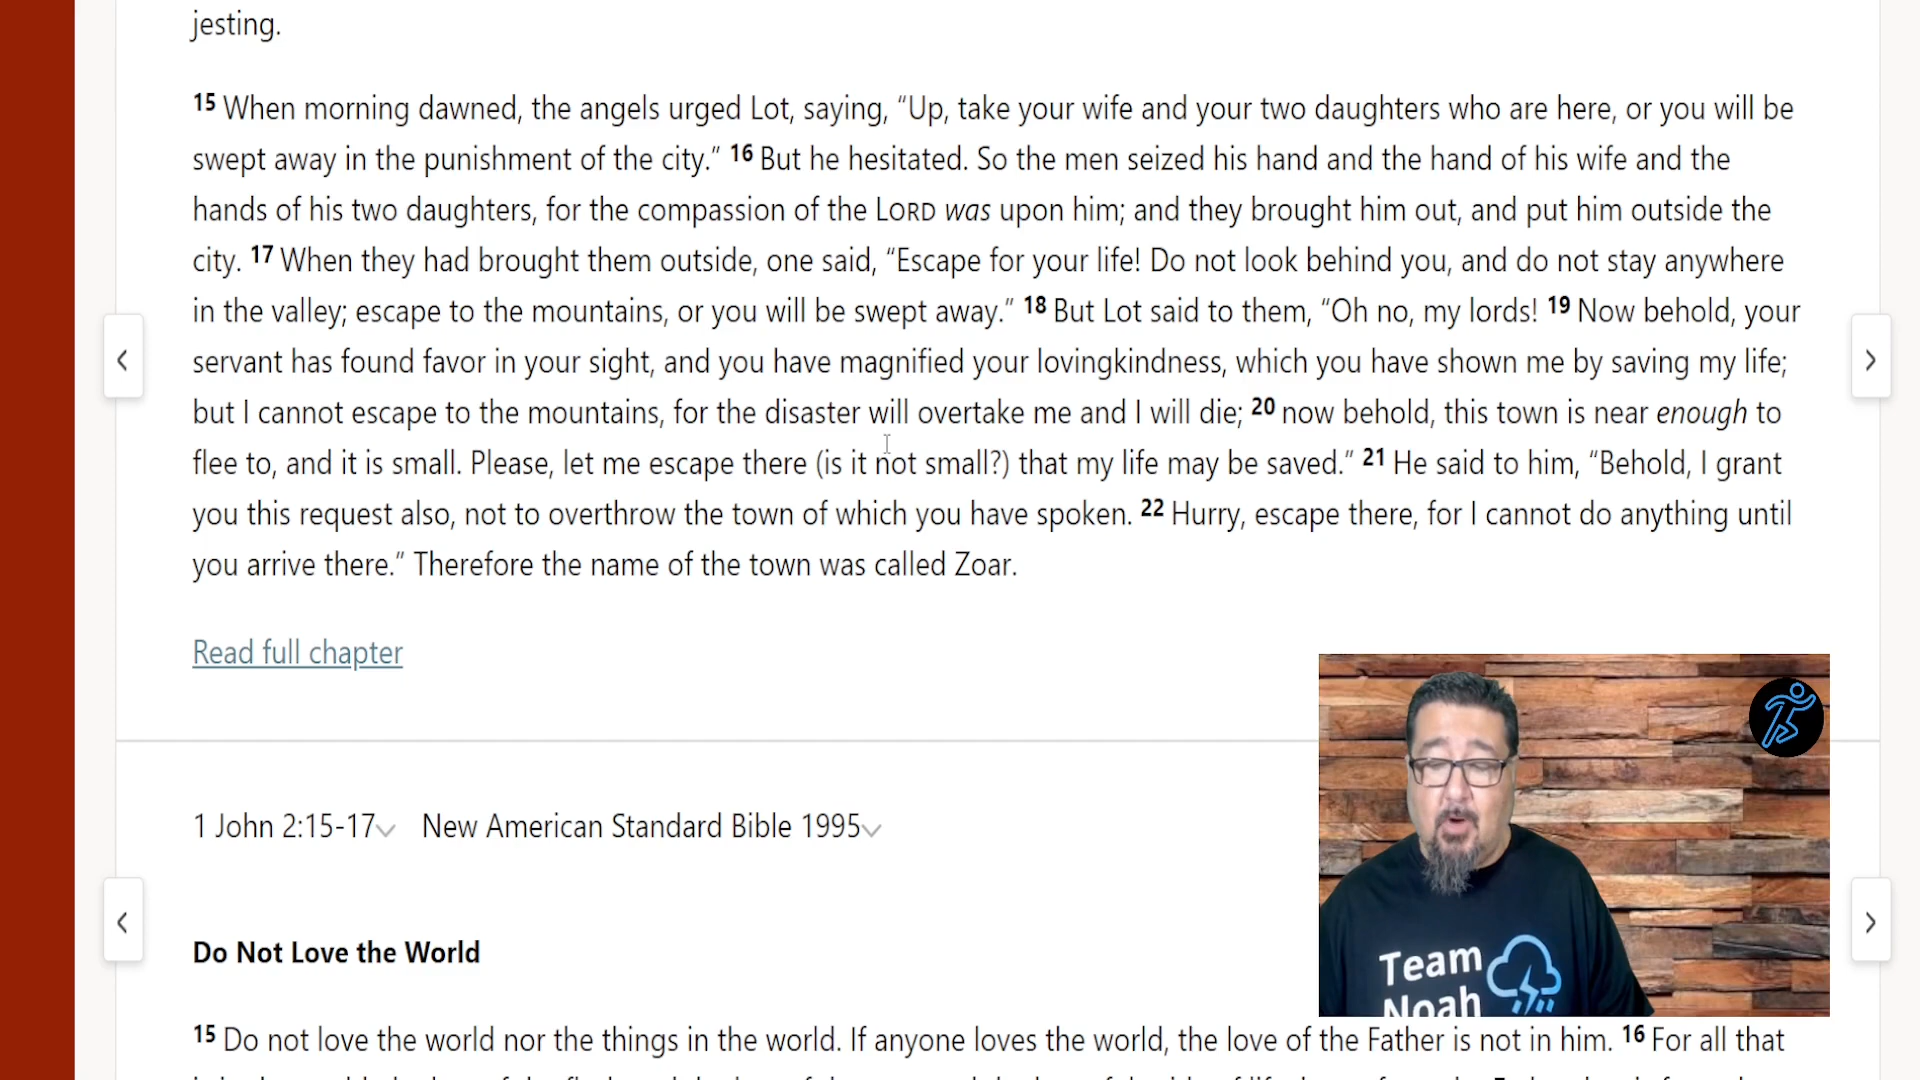 jesting.
15 When morning dawned, the angels urged Lot, saying, “Up, take your wife and your two daughters who are here, or you will be
swept away in the punishment of the city.” 16 But he hesitated. So the men seized his hand and the hand of his wife and the
hands of his two daughters, for the compassion of the LORD was upon him; and they brought him out, and put him outside the
city. 17 When they had brought them outside, one said, “Escape for your life! Do not look behind you, and do not stay anywhere
in the valley; escape to the mountains, or you will be swept away.” 18 But Lot said to them, “Oh no, my lords! 19 Now behold, your
servant has found favor in your sight, and you have magnified your lovingkindness, which you have shown me by saving my life;
but I cannot escape to the mountains, for the disaster will overtake me and I will die; 20 now behold, this town is near enough to
flee to, and it is small. Please, let me escape there (is it not small?) that my life may be saved.” 21 He said to him, “Behold, I grant
you this request also, not to overthrow the town of which you have spoken. 22 Hurry, escape there, for I cannot do anything until
you arrive there.” Therefore the name of the town was called Zoar.
Read full chapter
1 John 2:15-17 New American Standard Bible 1995
Do Not Love the World
Team
Noah
15 Do not love the world nor the things in the world. If anyone loves the world, the love of the Father is not in him. 16 For all that